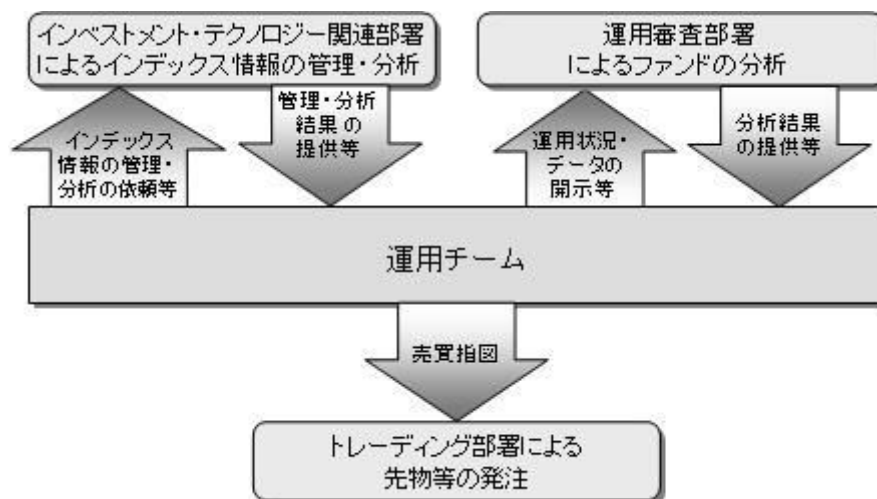 インベストメント・テクノロジー関連部署
によるインデックス情報の管理・分析
運用審査部署
によるファンドの分析
インデックス
情報の管理・
分析の依頼等
管理・分析
結果の
提供等
運用状況・
データの
開示等
分析結果
の提供等
運用チーム
売買指図
トレーディング部署による
先物等の発注